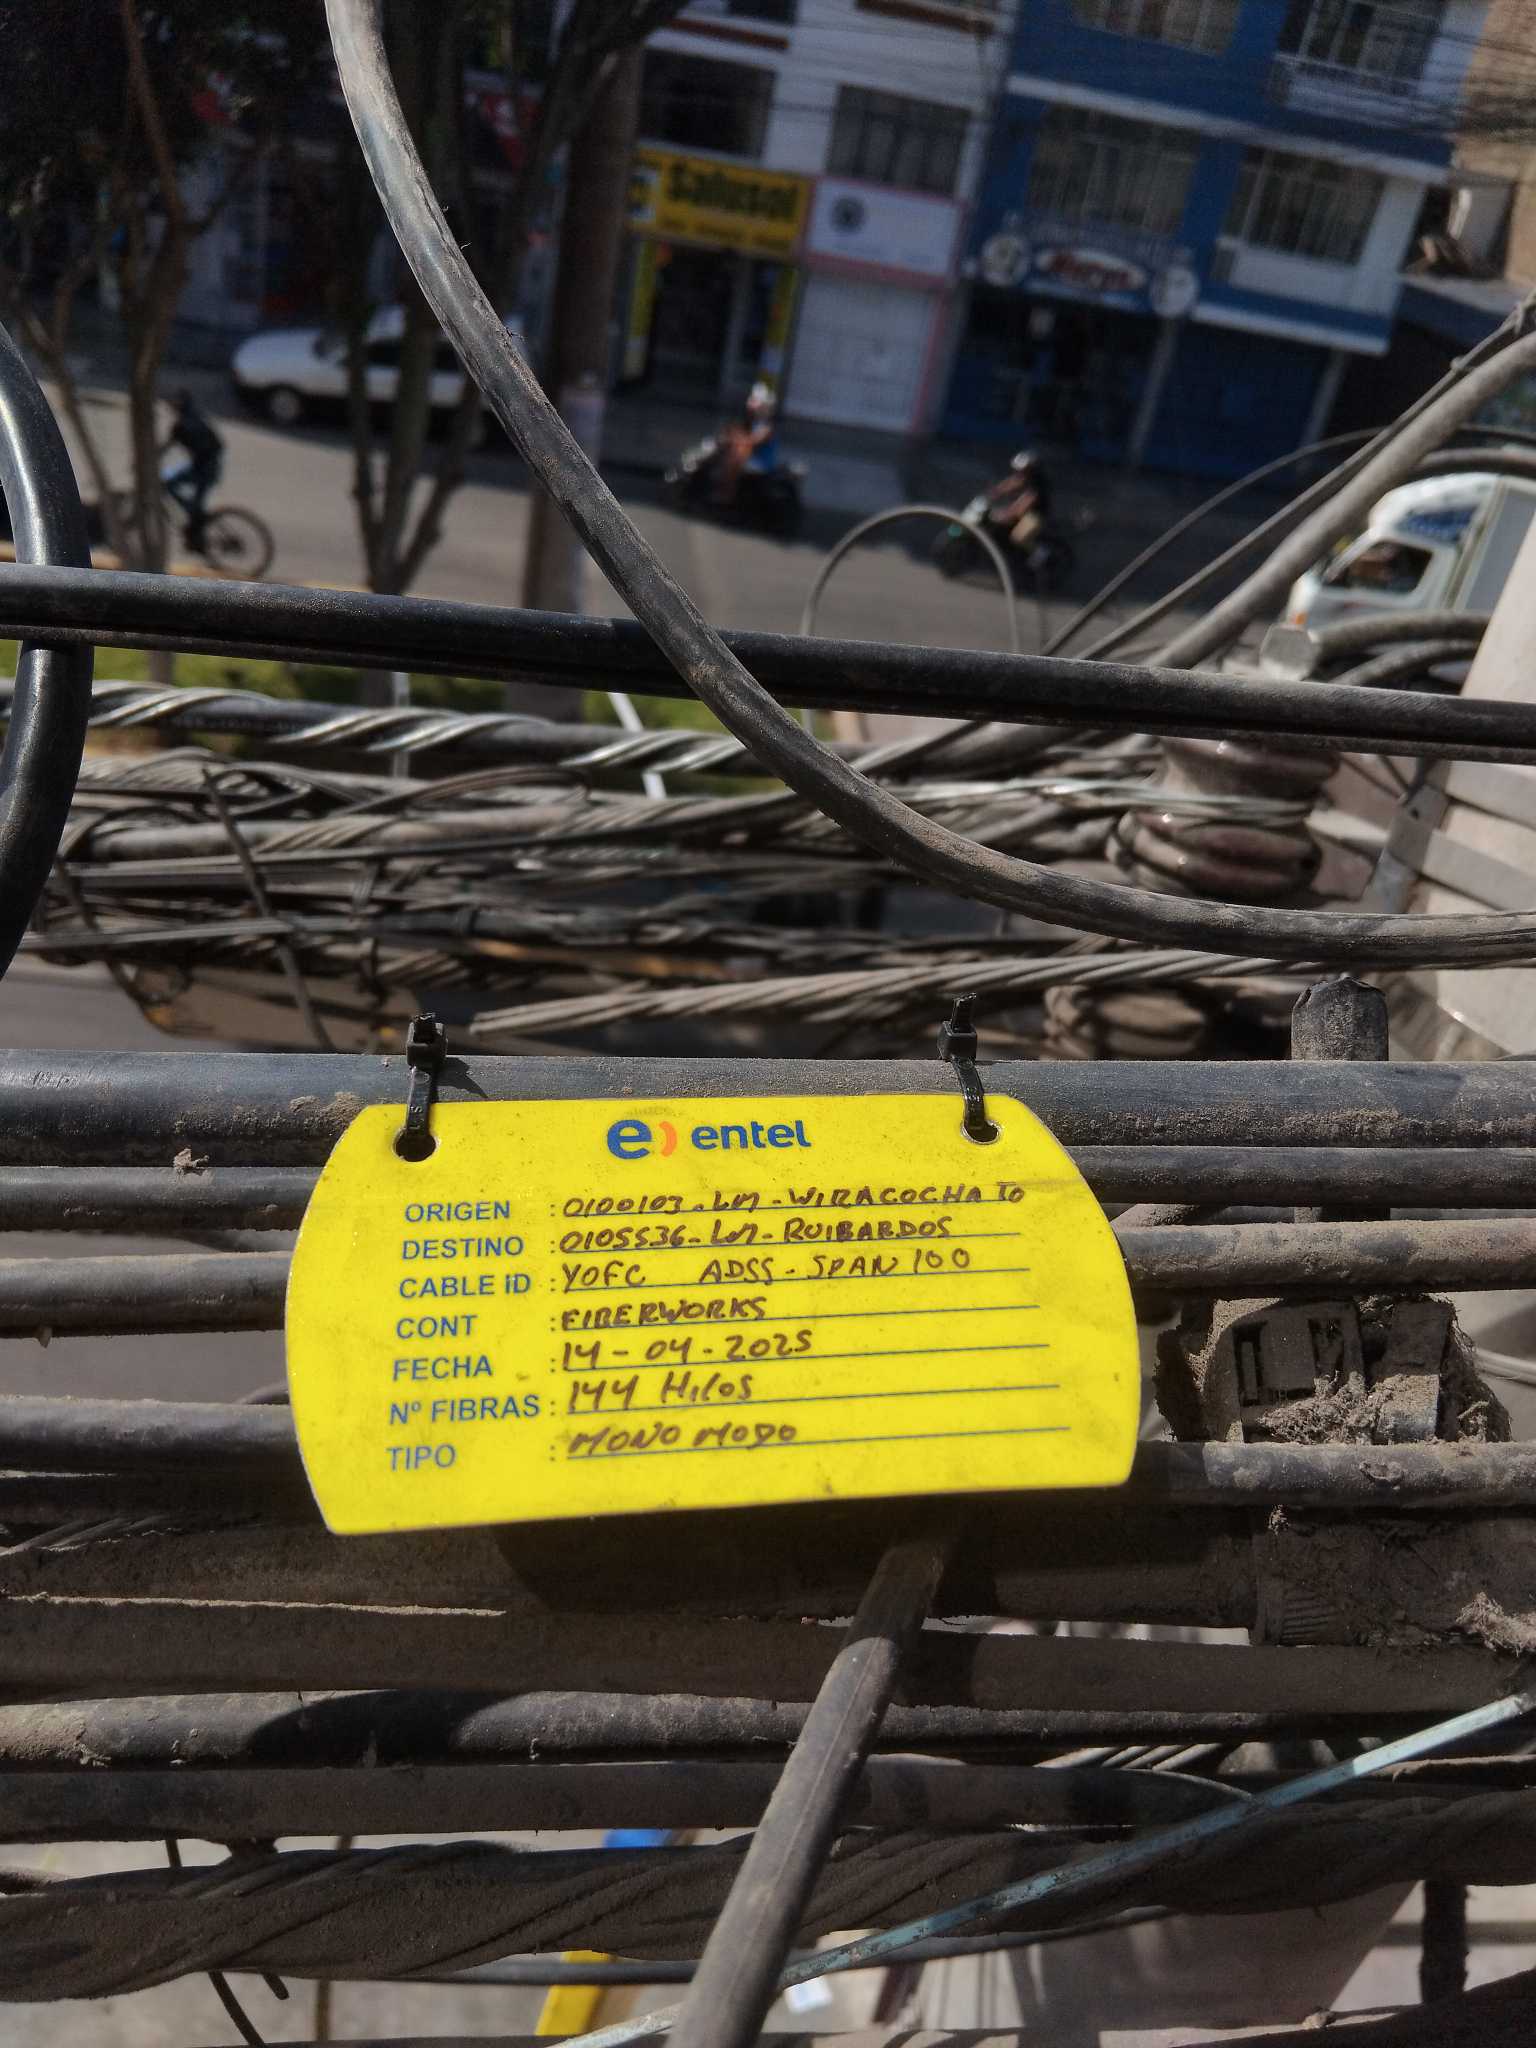 Salusol
e) entel
ORIGEN : 0100103-LM-WIRACOCHA TO
DESTINO : 0105536-LM-RUIBARDOS
CABLE ID : YOFC ADSS-SPAN 100
CONT : FIBERWORKS
FECHA : 14-04-2025
Nº FIBRAS : 144 Hilos
TIPO : MONO MODO